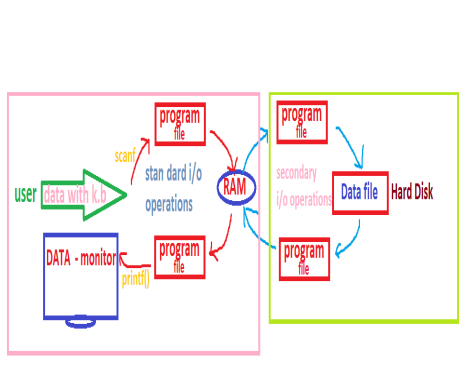 program
file
program
file
scanf
stan dard i/o
operations
secondary
i/o operations
RAM
user
data with k.b
Data file
Hard Disk
DATA - monitor
program
file
printf()
program
file